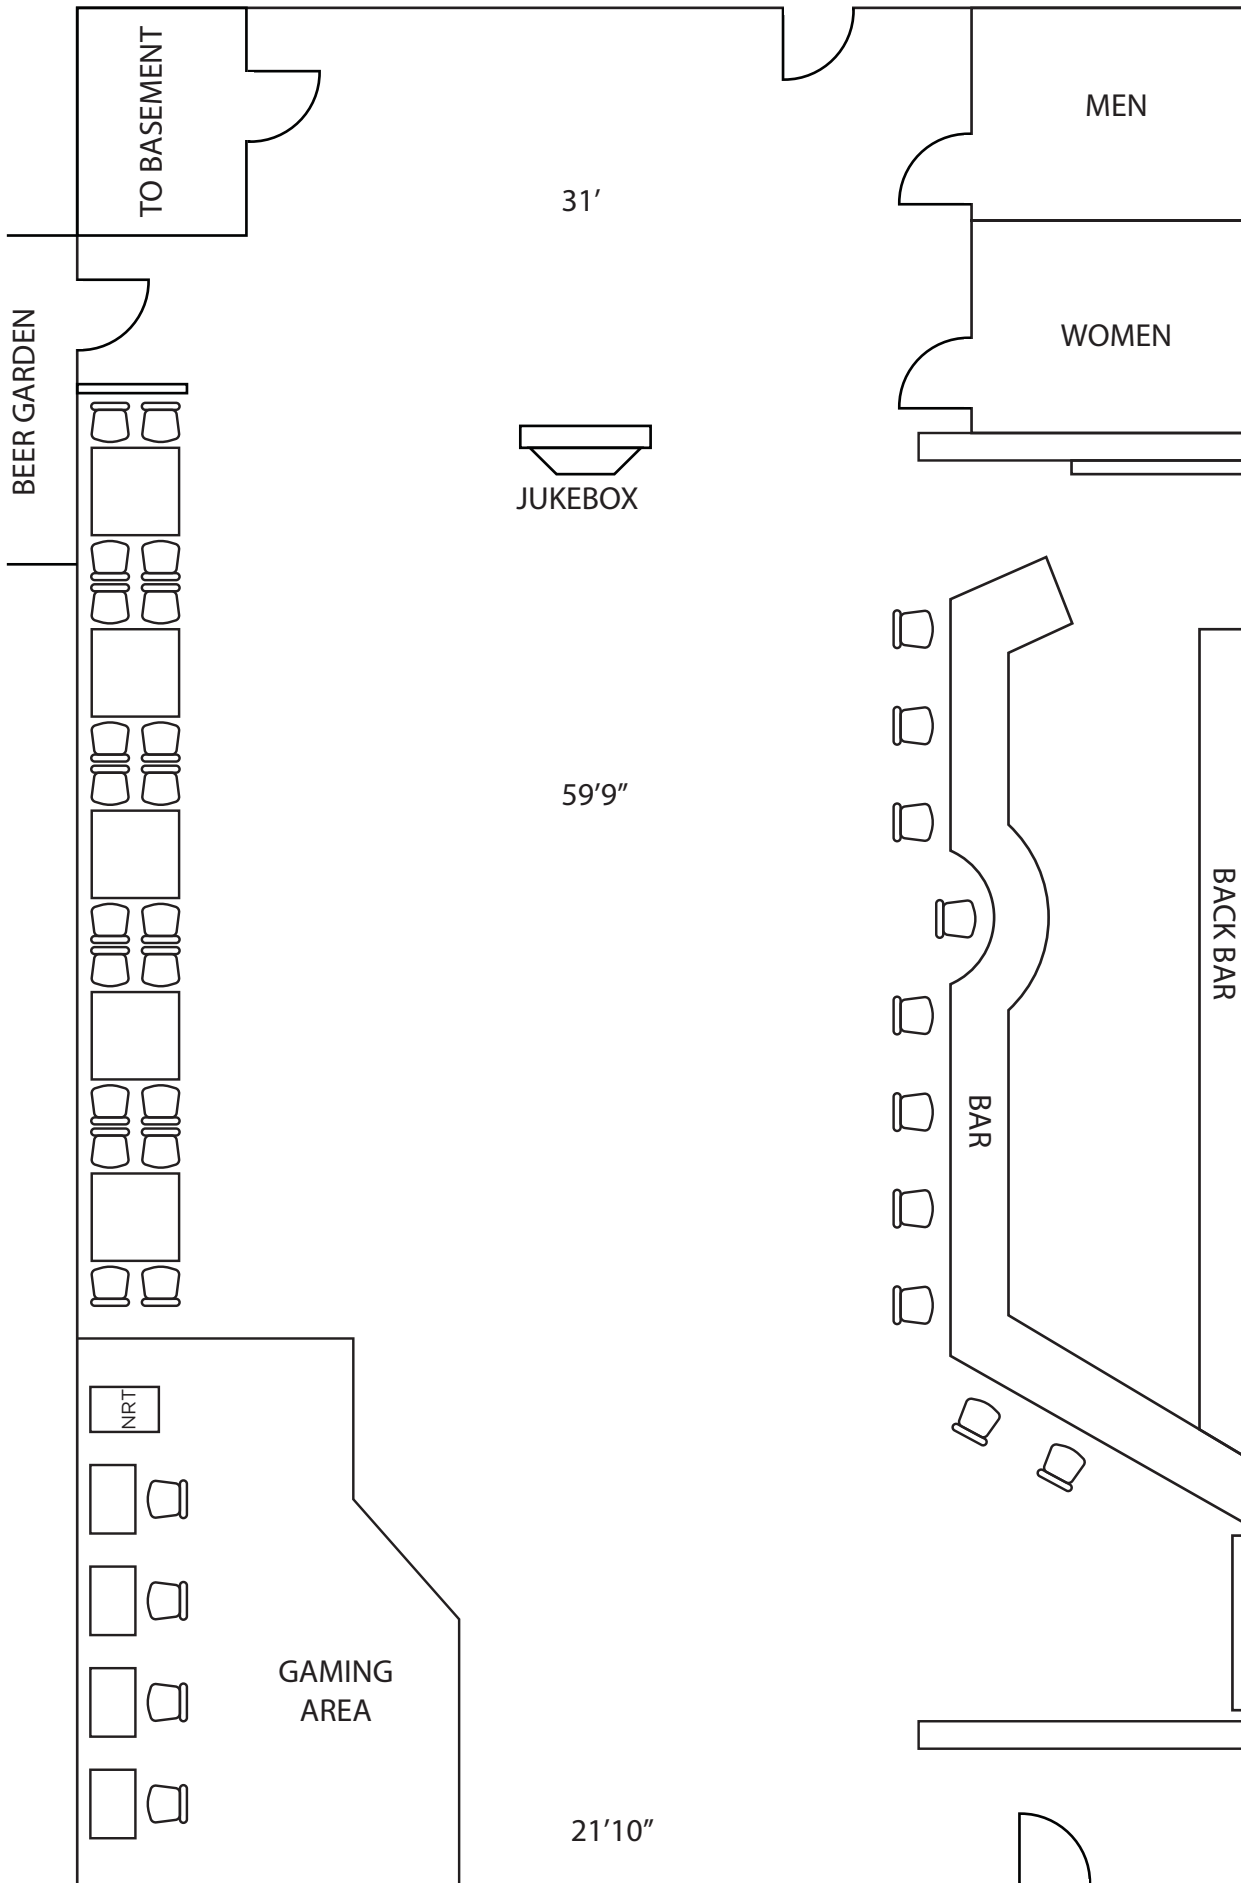 TO BASEMENT
MEN
31′
BEER GARDEN
WOMEN
JUKEBOX
59′9″
BACK BAR
BAR
NRT
GAMING
AREA
21′10″